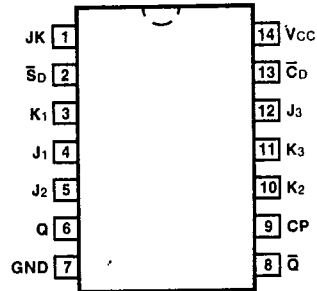 JK 1 14 VCC
S̅D 2 13 C̅D
K1 3 12 J3
J1 4 11 K3
J2 5 10 K2
Q 6 9 CP
GND 7 8 Q̅